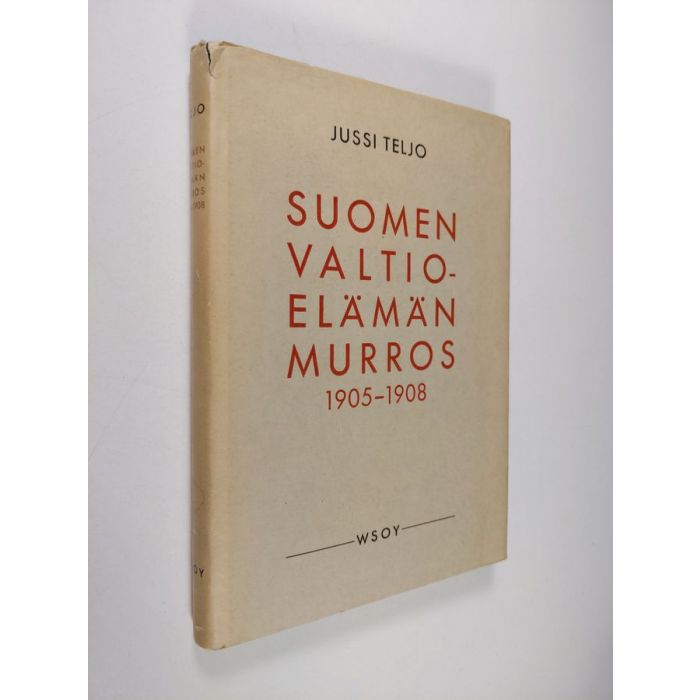 JUSSI TELJO
SUOMEN
VALTIO-
ELÄMÄN
MURROS
1905–1908
WSOY